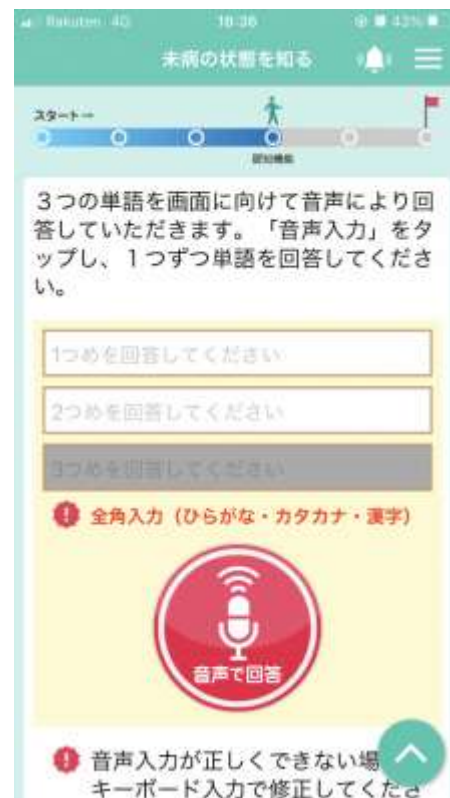 Rakuten 4G 18:36 42%
未病の状態を知る
スタート→
認知機能
3つの単語を画面に向けて音声により回
答していただきます。「音声入力」をタ
ップし、1つずつ単語を回答してくださ
い。
1つめを回答してください
2つめを回答してください
3つめを回答してください
全角入力（ひらがな・カタカナ・漢字）
音声で回答
音声入力が正しくできない場
キーボード入力で修正してくださ